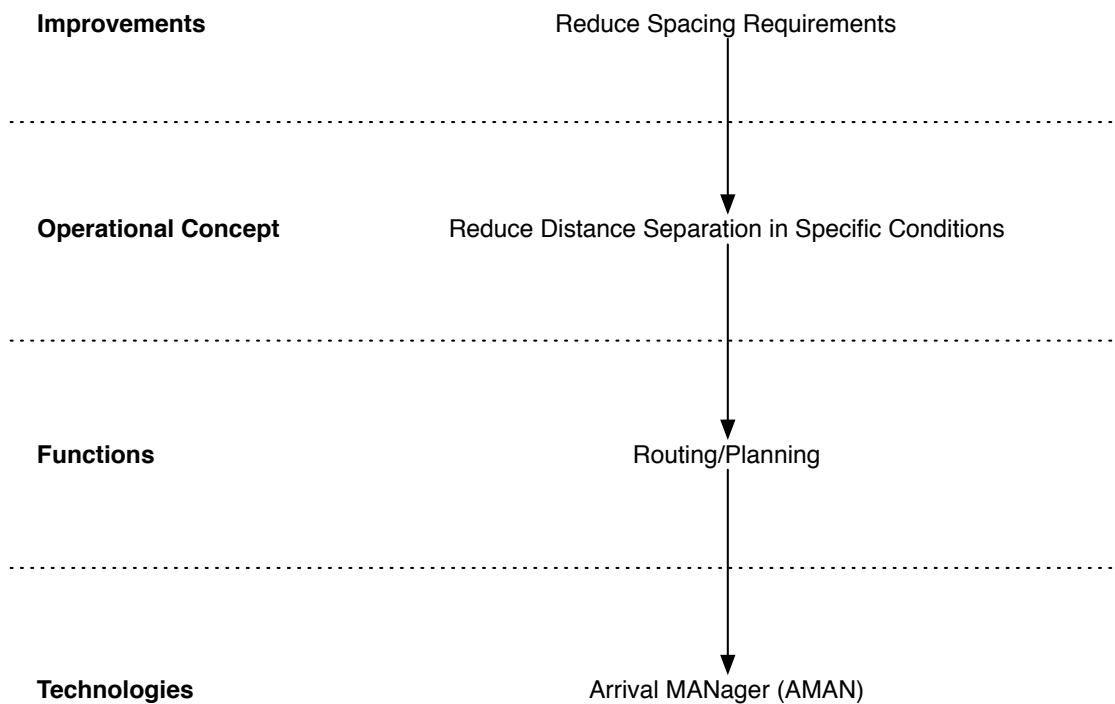 Improvements Reduce Spacing Requirements
Operational Concept Reduce Distance Separation in Specific Conditions
Functions Routing/Planning
Technologies Arrival MANager (AMAN)